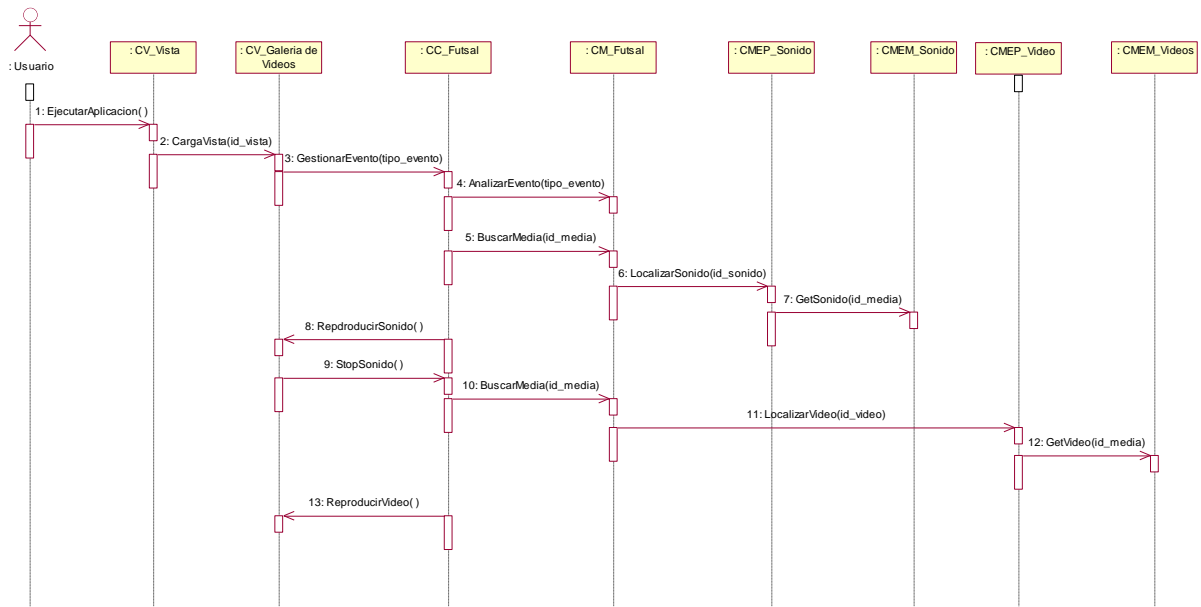 : Usuario
: CV_Vista
: CV_Galeria de
Videos
: CC_Futsal
: CM_Futsal
: CMEP_Sonido
: CMEM_Sonido
: CMEP_Video
: CMEM_Videos
1: EjecutarAplicacion( )
2: CargaVista(id_vista)
3: GestionarEvento(tipo_evento)
4: AnalizarEvento(tipo_evento)
5: BuscarMedia(id_media)
6: LocalizarSonido(id_sonido)
7: GetSonido(id_media)
8: RepdroducirSonido( )
9: StopSonido( )
10: BuscarMedia(id_media)
11: LocalizarVideo(id_video)
12: GetVideo(id_media)
13: ReproducirVideo( )